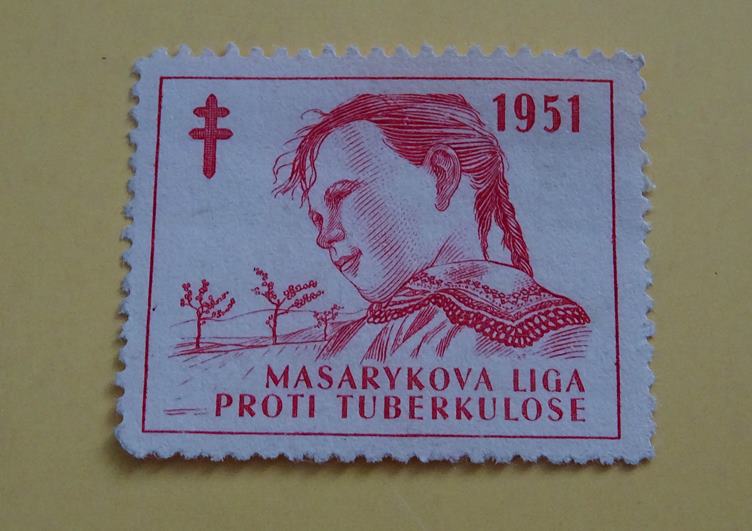 1951
MASARYKOVA LIGA
PROTI TUBERKULOSE